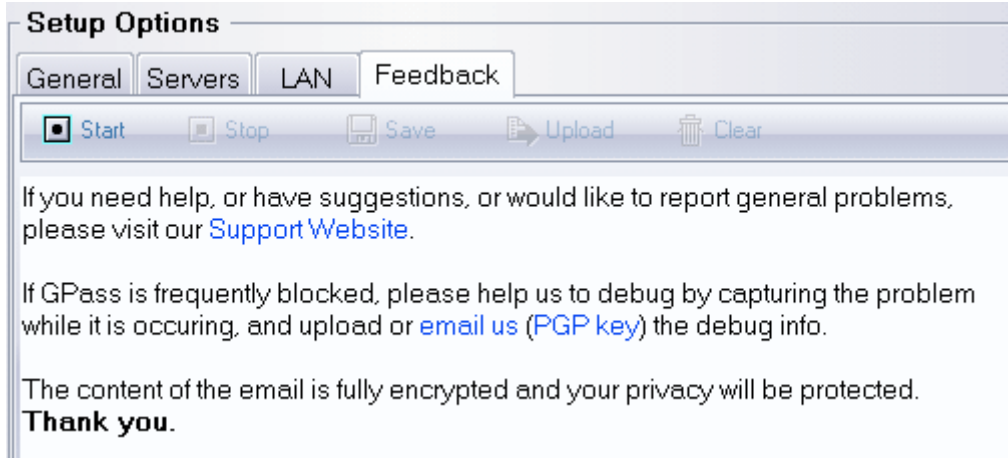 Setup Options
General Servers LAN Feedback
Start Stop Save Upload Clear
If you need help, or have suggestions, or would like to report general problems,
please visit our Support Website.
If GPass is frequently blocked, please help us to debug by capturing the problem
while it is occuring, and upload or email us (PGP key) the debug info.
The content of the email is fully encrypted and your privacy will be protected.
Thank you.